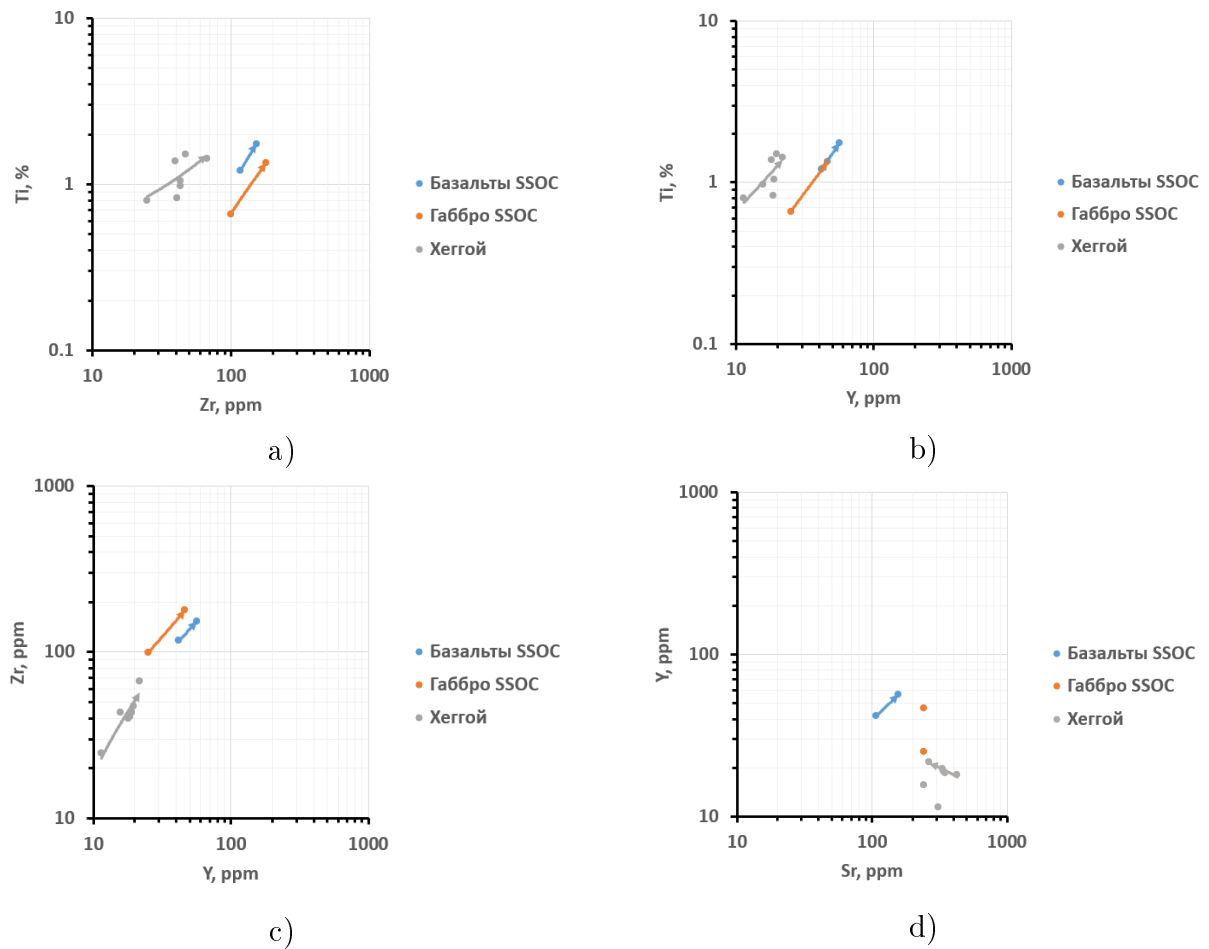 10
1
0.1
Ti, %
10
100
1000
Zr, ppm
Базальты SSOC
Габбро SSOC
Хеггой
a)
10
1
0.1
Ti, %
10
100
1000
Y, ppm
Базальты SSOC
Габбро SSOC
Хеггой
b)
1000
100
10
Zr, ppm
10
100
1000
Y, ppm
Базальты SSOC
Габбро SSOC
Хеггой
c)
1000
100
10
Y, ppm
10
100
1000
Sr, ppm
Базальты SSOC
Габбро SSOC
Хеггой
d)